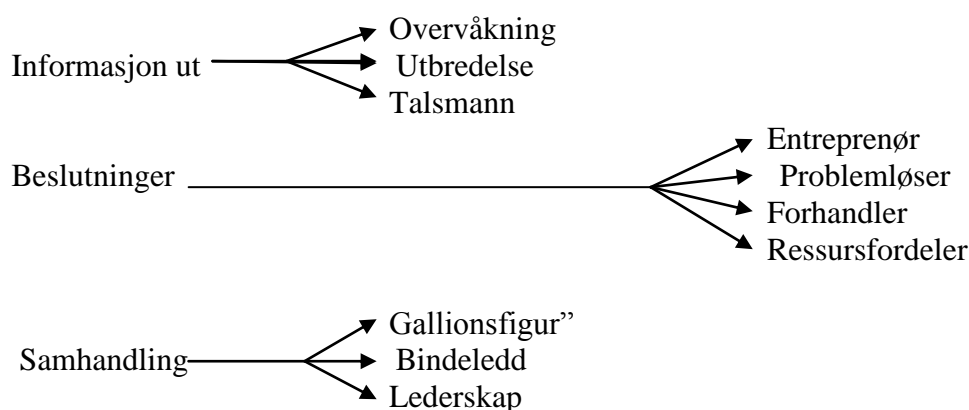 Informasjon ut
Overvåkning
Utbredelse
Talsmann
Beslutninger
Entreprenør
Problemløser
Forhandler
Ressursfordeler
Samhandling
Gallionsfigur”
Bindeledd
Lederskap